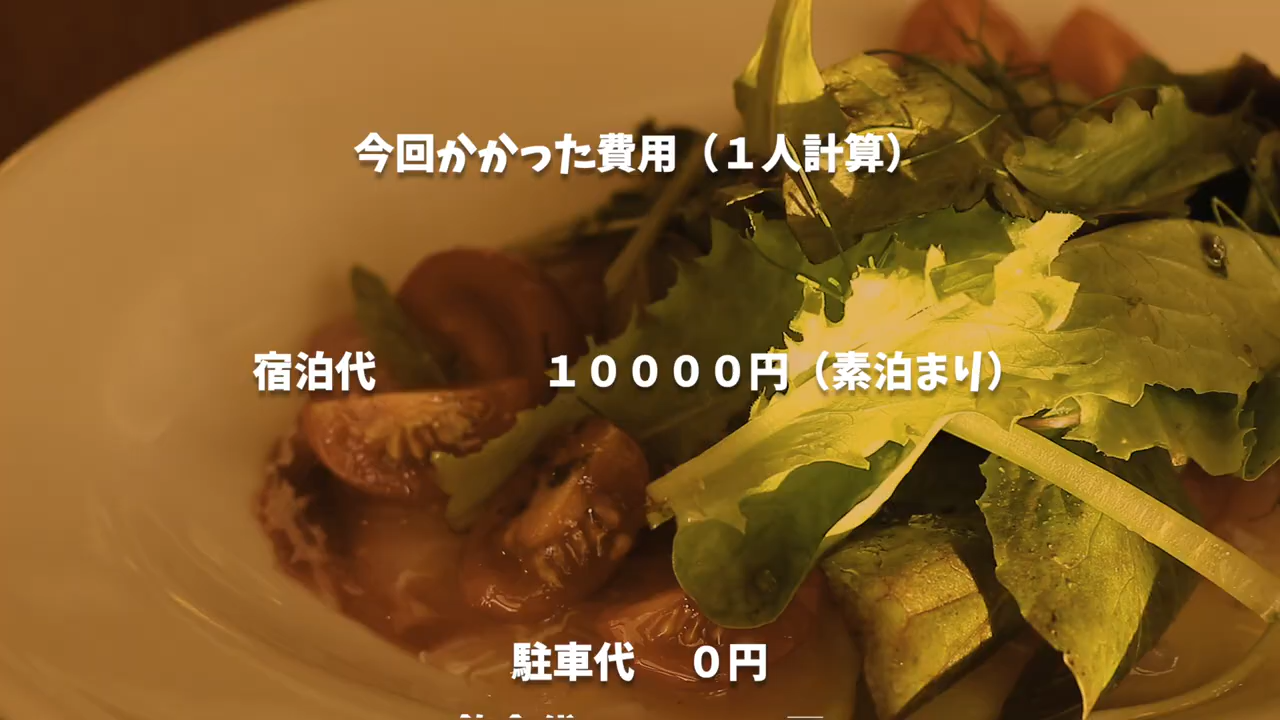 今回かかった費用（１人計算）
宿泊代　　　　１００００円（素泊まり）
駐車代　０円